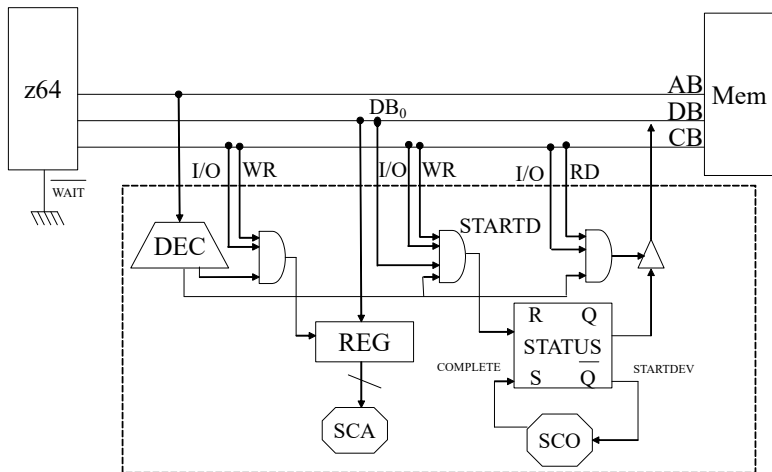 z64
AB
Mem
DB₀
DB
CB
I/O
WR
I/O
WR
I/O
RD
WAIT
DEC
STARTD
R
Q
REG
STATUS
COMPLETE
S
Q
STARTDEV
SCA
SCO